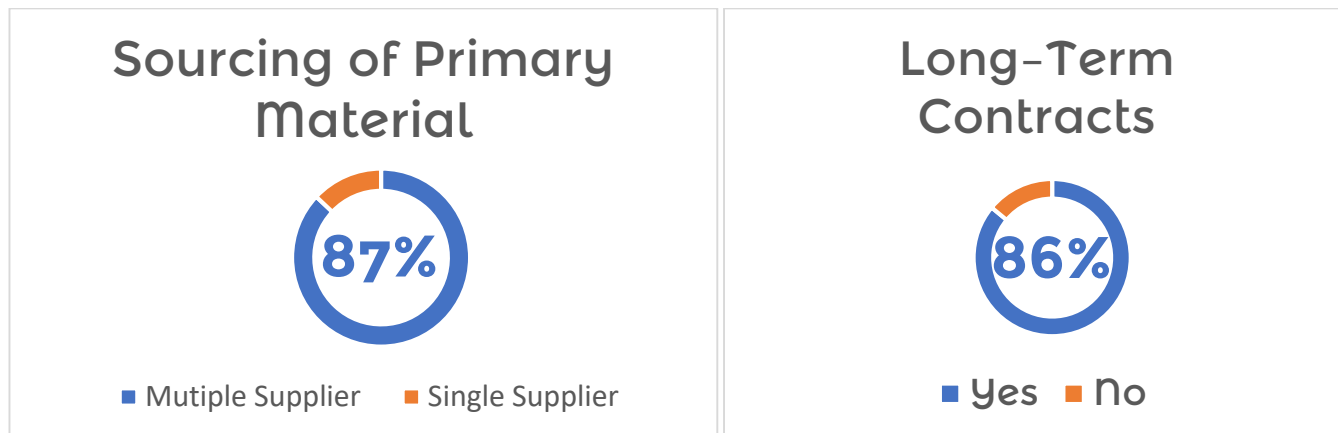 Sourcing of Primary
Material
87%
Mutiple Supplier
Single Supplier
Long-Term
Contracts
86%
Yes
No